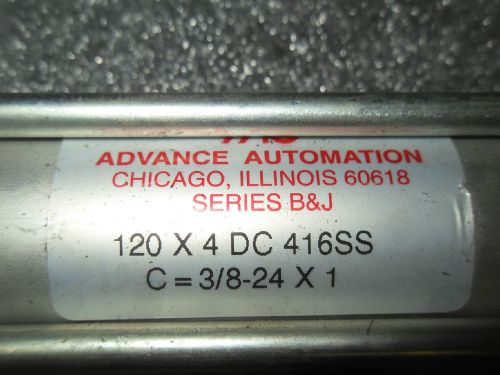 ADVANCE AUTOMATION
CHICAGO, ILLINOIS 60618
SERIES B&J
120 X 4 DC 416SS
C = 3/8-24 X 1